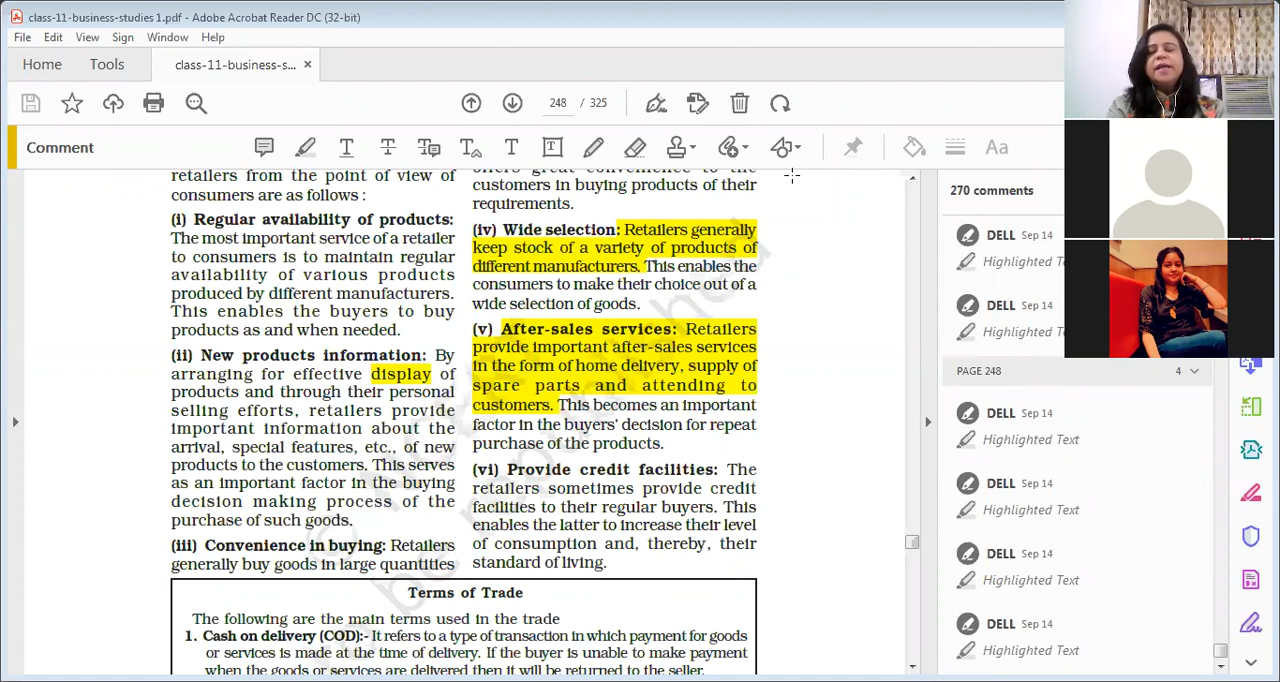 class-11-business-studies 1.pdf - Adobe Acrobat Reader DC (32-bit)
File Edit View Sign Window Help
Home Tools class-11-business-s... ×
248 / 325
Comment
270 comments
retailers from the point of view of
consumers are as follows :
(i) Regular availability of products:
The most important service of a retailer
to consumers is to maintain regular
availability of various products
produced by different manufacturers.
This enables the buyers to buy
products as and when needed.
(ii) New products information: By
arranging for effective display of
products and through their personal
selling efforts, retailers provide
important information about the
arrival, special features, etc., of new
products to the customers. This serves
as an important factor in the buying
decision making process of the
purchase of such goods.
(iii) Convenience in buying: Retailers
generally buy goods in large quantities
offers great convenience to the
customers in buying products of their
requirements.
(iv) Wide selection: Retailers generally
keep stock of a variety of products of
different manufacturers. This enables the
consumers to make their choice out of a
wide selection of goods.
(v) After-sales services: Retailers
provide important after-sales services
in the form of home delivery, supply of
spare parts and attending to
customers. This becomes an important
factor in the buyers' decision for repeat
purchase of the products.
(vi) Provide credit facilities: The
retailers sometimes provide credit
facilities to their regular buyers. This
enables the latter to increase their level
of consumption and, thereby, their
standard of living.
Terms of Trade
The following are the main terms used in the trade
1. Cash on delivery (COD):- It refers to a type of transaction in which payment for goods
or services is made at the time of delivery. If the buyer is unable to make payment
when the goods or services are delivered then it will be returned to the seller.
DELL Sep 14
Highlighted Text
DELL Sep 14
Highlighted Text
PAGE 248 4
DELL Sep 14
Highlighted Text
DELL Sep 14
Highlighted Text
DELL Sep 14
Highlighted Text
DELL Sep 14
Highlighted Text